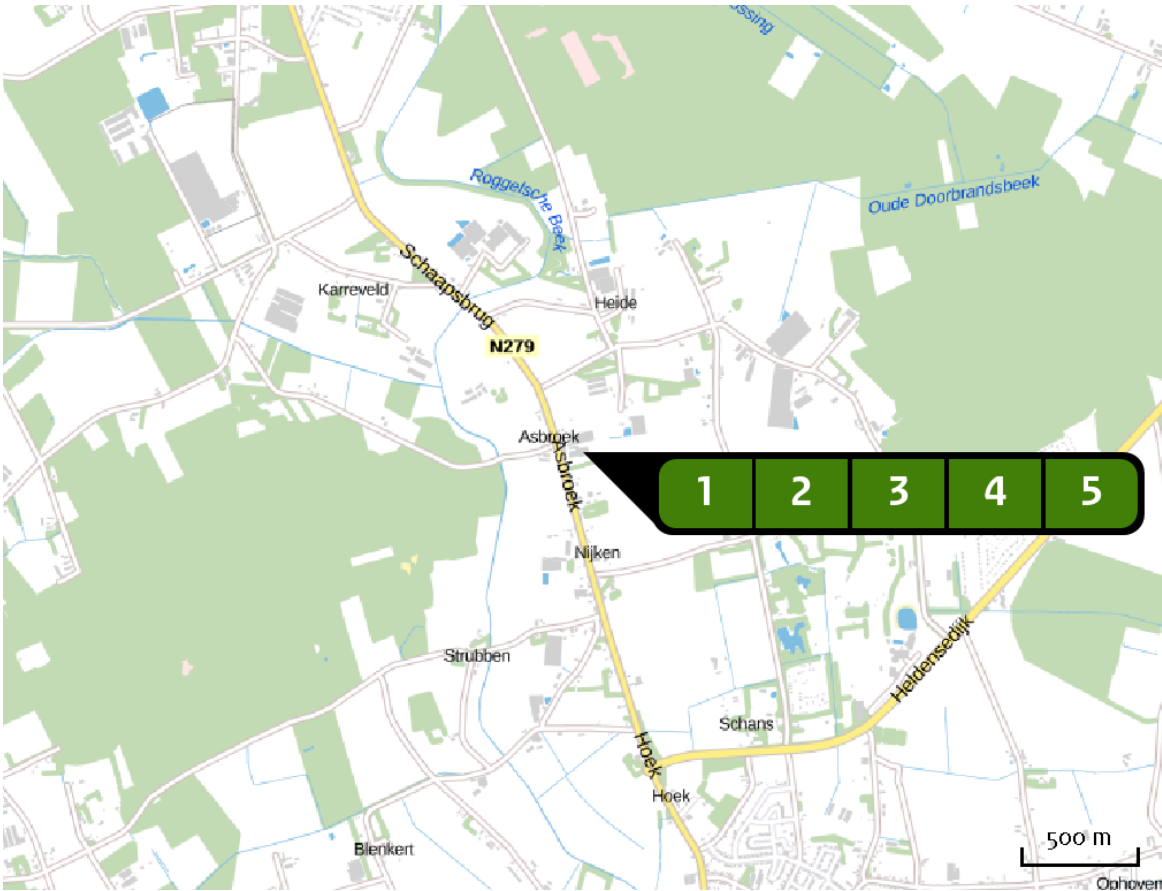 ossing
Roggelsche Beek
Oude Doorbrandsbeek
Schaapsbrug
Karreveld
Heide
N279
Asbroek
Asbroek
1 2 3 4 5
Nijken
Heldensedijk
Strubben
Schans
Hoek
Hoek
500 m
Blenkert
Ophoven